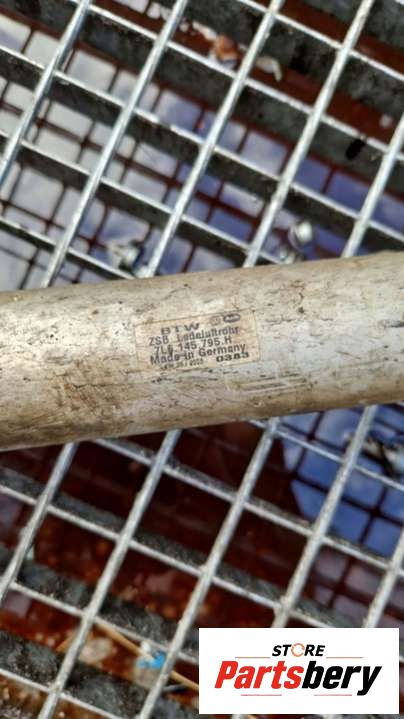 BTW
ZSB Ladeluftrohr
7L6.145.795.H
Made in Germany
0383
STORE
Partsbery